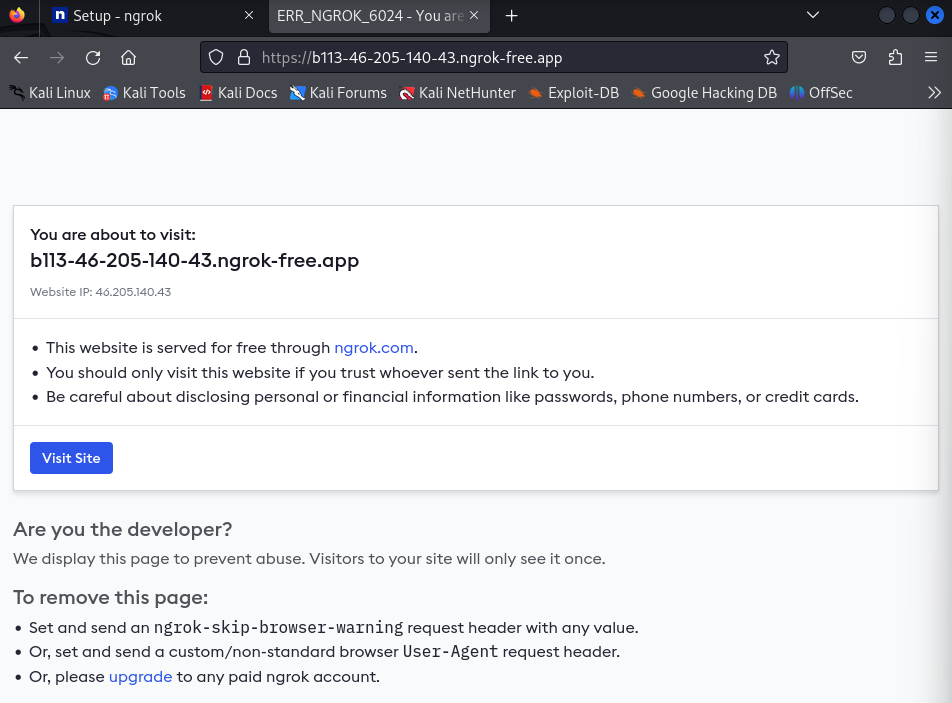 Setup - ngrok
ERR_NGROK_6024 - You are
https://b113-46-205-140-43.ngrok-free.app
Kali Linux Kali Tools Kali Docs Kali Forums Kali NetHunter Exploit-DB Google Hacking DB OffSec
You are about to visit:
b113-46-205-140-43.ngrok-free.app
Website IP: 46.205.140.43
• This website is served for free through ngrok.com.
• You should only visit this website if you trust whoever sent the link to you.
• Be careful about disclosing personal or financial information like passwords, phone numbers, or credit cards.
Visit Site
Are you the developer?
We display this page to prevent abuse. Visitors to your site will only see it once.
To remove this page:
• Set and send an ngrok-skip-browser-warning request header with any value.
• Or, set and send a custom/non-standard browser User-Agent request header.
• Or, please upgrade to any paid ngrok account.